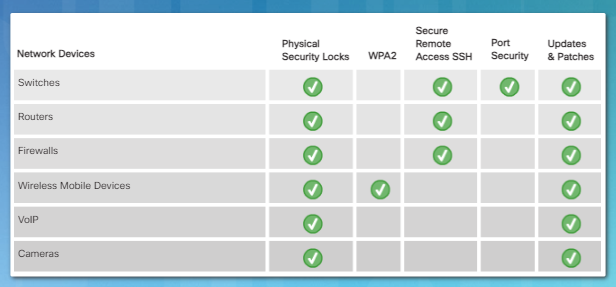 Network Devices
Physical
Security Locks
WPA2
Secure
Remote
Access SSH
Port
Security
Updates
& Patches
Switches
Routers
Firewalls
Wireless Mobile Devices
VoIP
Cameras